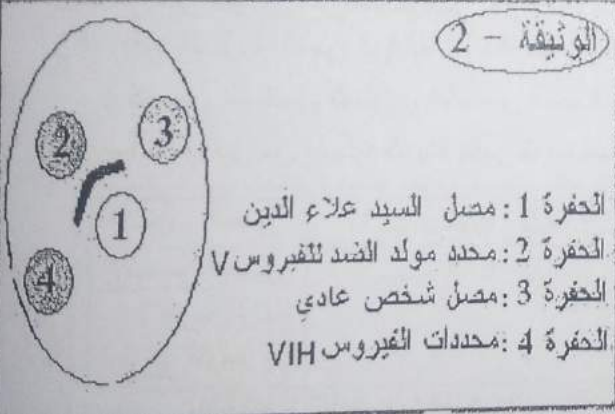 الوثيقة - 2
2
3
1
4
الحفرة 1 : مصل السيد علاء الدين
الحفرة 2 : محدد مولد الضد للفيروس V
الحفرة 3 : مصل شخص عادي
الحفرة 4 : محددات الفيروس VIH